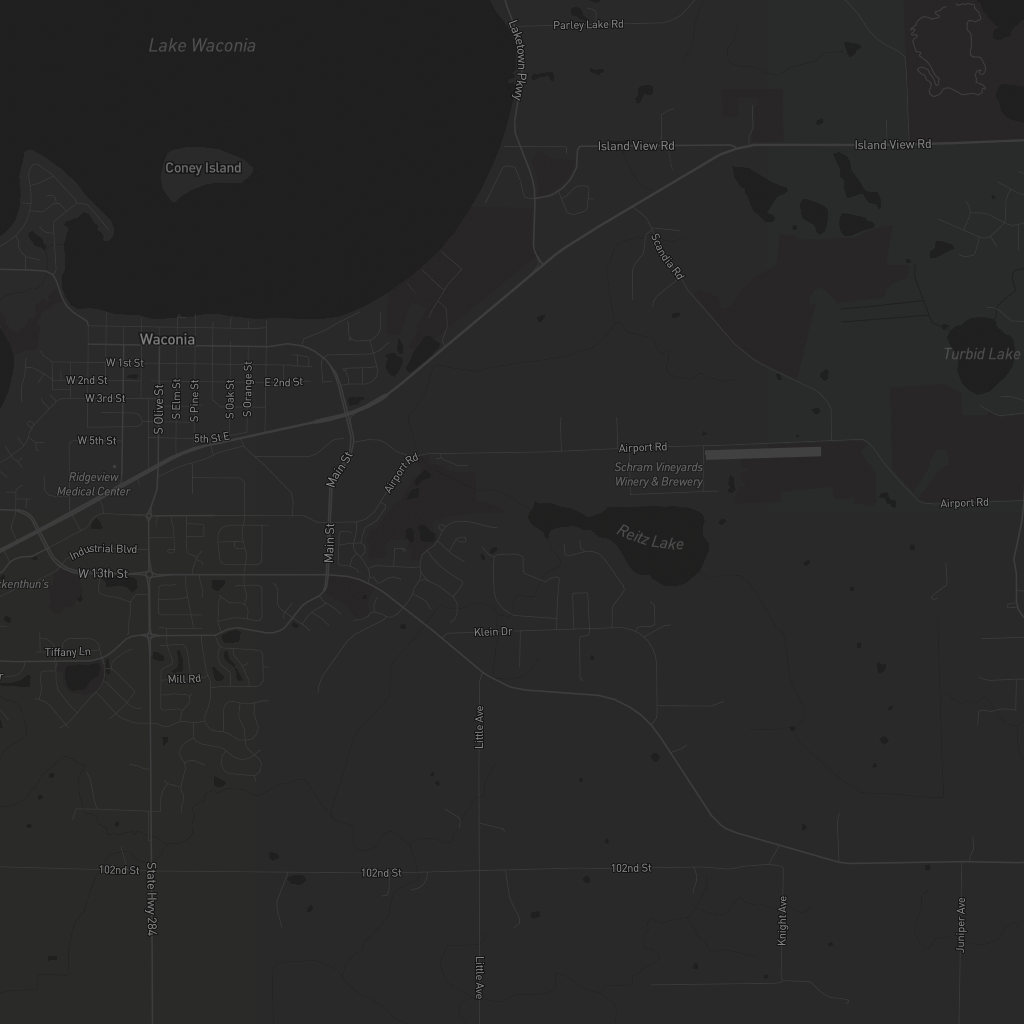 Parley Lake Rd
Lake Waconia
Laketown Pkwy
Island View Rd
Island View Rd
Coney Island
Scandia Rd
Waconia
Turbid Lake
W 1st St
W 2nd St
E 2nd St
W 3rd St
S Olive St
S Elm St
S Pine St
S Oak St
S Orange St
W 5th St
5th St E
Airport Rd
Main St
Airport Rd
Schram Vineyards
Winery & Brewery
Ridgeview
Medical Center
Airport Rd
Reitz Lake
Main St
Industrial Blvd
W 13th St
kenthun's
Klein Dr
Tiffany Ln
Mill Rd
Little Ave
102nd St
102nd St
102nd St
State Hwy 284
Knight Ave
Juniper Ave
Little Ave